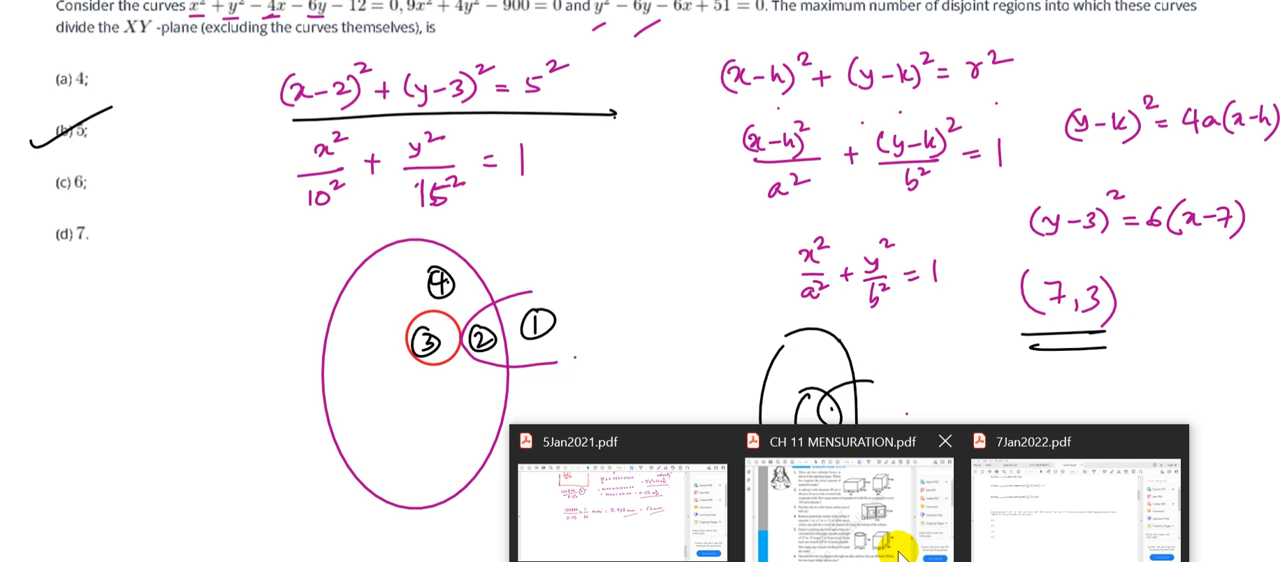 Consider the curves x² + y² − 4x − 6y − 12 = 0, 9x² + 4y² − 900 = 0 and y² − 6y − 6x + 51 = 0. The maximum number of disjoint regions into which these curves
divide the XY -plane (excluding the curves themselves), is
(a) 4;
(b) 5;
(c) 6;
(d) 7.
(x-2)² + (y-3)² = 5²
x²/10² + y²/15² = 1
(x-h)² + (y-k)² = r²
(x-h)²/a² + (y-k)²/b² = 1
(y-k)² = 4a(x-h)
(y-3)² = 6(x-7)
x²/a² + y²/b² = 1
(7,3)
④
③ ② ①
5Jan2021.pdf
CH 11 MENSURATION.pdf
7Jan2022.pdf